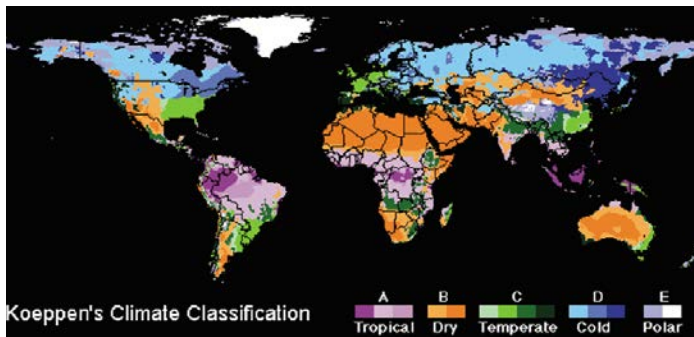 A B C D E
Koeppen's Climate Classification
Tropical Dry Temperate Cold Polar